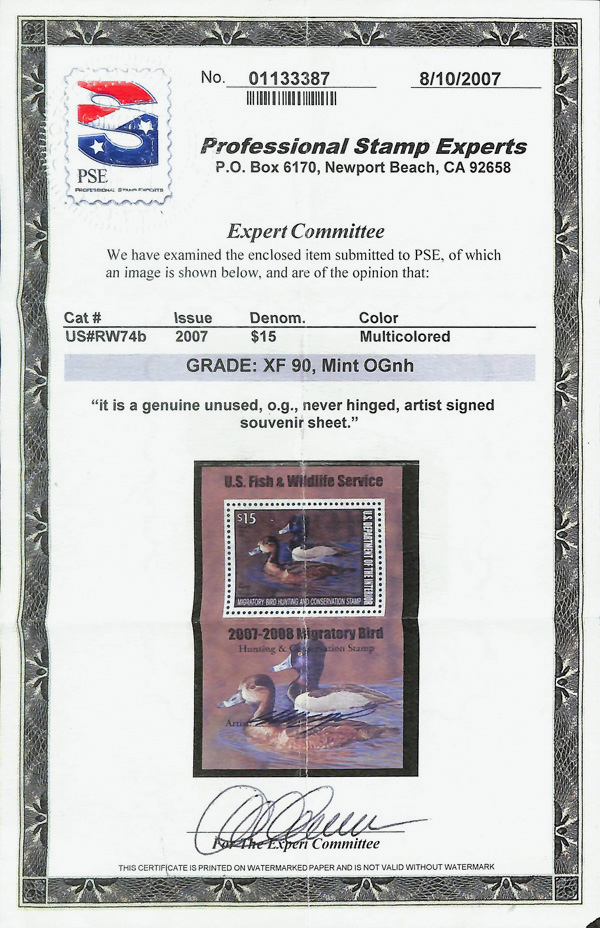 No. 01133387 8/10/2007
PSE
PROFESSIONAL STAMP EXPERTS
Professional Stamp Experts
P.O. Box 6170, Newport Beach, CA 92658
Expert Committee
We have examined the enclosed item submitted to PSE, of which
an image is shown below, and are of the opinion that:
Cat # Issue Denom. Color
US#RW74b 2007 $15 Multicolored
GRADE: XF 90, Mint OGnh
“it is a genuine unused, o.g., never hinged, artist signed
souvenir sheet.”
U.S. Fish & Wildlife Service
$15
U.S. DEPARTMENT OF THE INTERIOR
MIGRATORY BIRD HUNTING AND CONSERVATION STAMP
2007-2008 Migratory Bird
Hunting & Conservation Stamp
Artist
For The Expert Committee
THIS CERTIFICATE IS PRINTED ON WATERMARKED PAPER AND IS NOT VALID WITHOUT WATERMARK